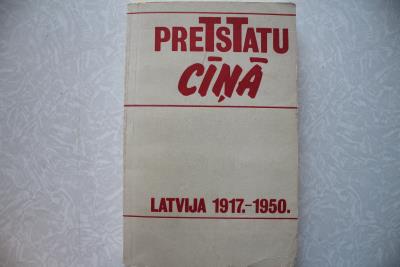 PRETSTATU
CĪŅĀ
LATVIJA 1917.-1950.